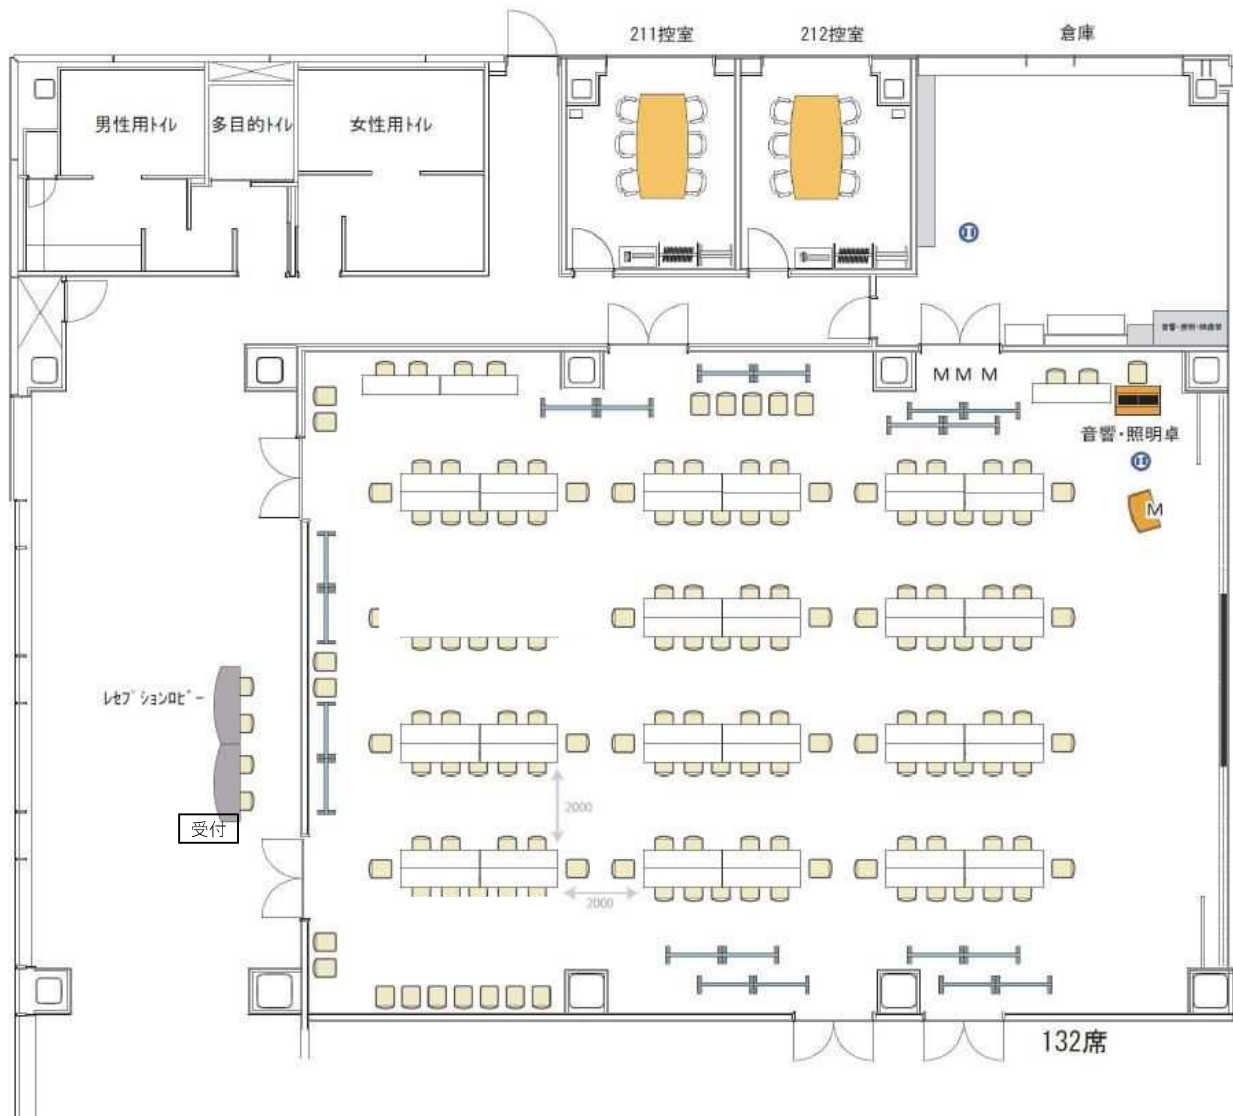 211控室
212控室
倉庫
男性用ﾄｲﾚ
多目的ﾄｲﾚ
女性用ﾄｲﾚ
M M M
音響・照明卓
M
ﾚｾﾌﾟｼｮﾝﾛﾋﾞｰ
受付
2000
2000
132席